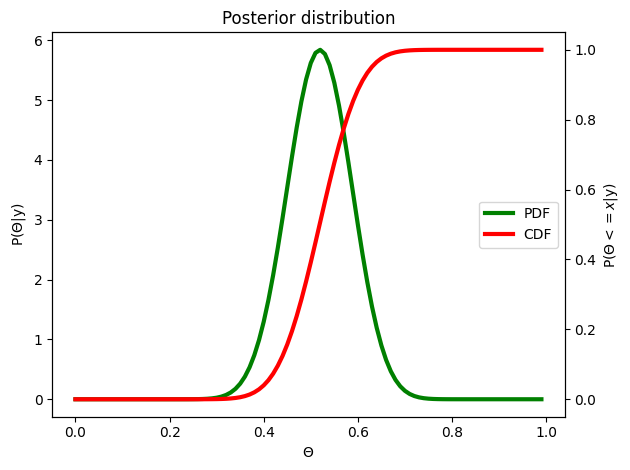 Posterior distribution
P(Θ|y)
6
5
4
3
2
1
0
1.0
0.8
0.6
0.4
0.2
0.0
P(Θ <= x|y)
PDF
CDF
0.0 0.2 0.4 0.6 0.8 1.0
Θ